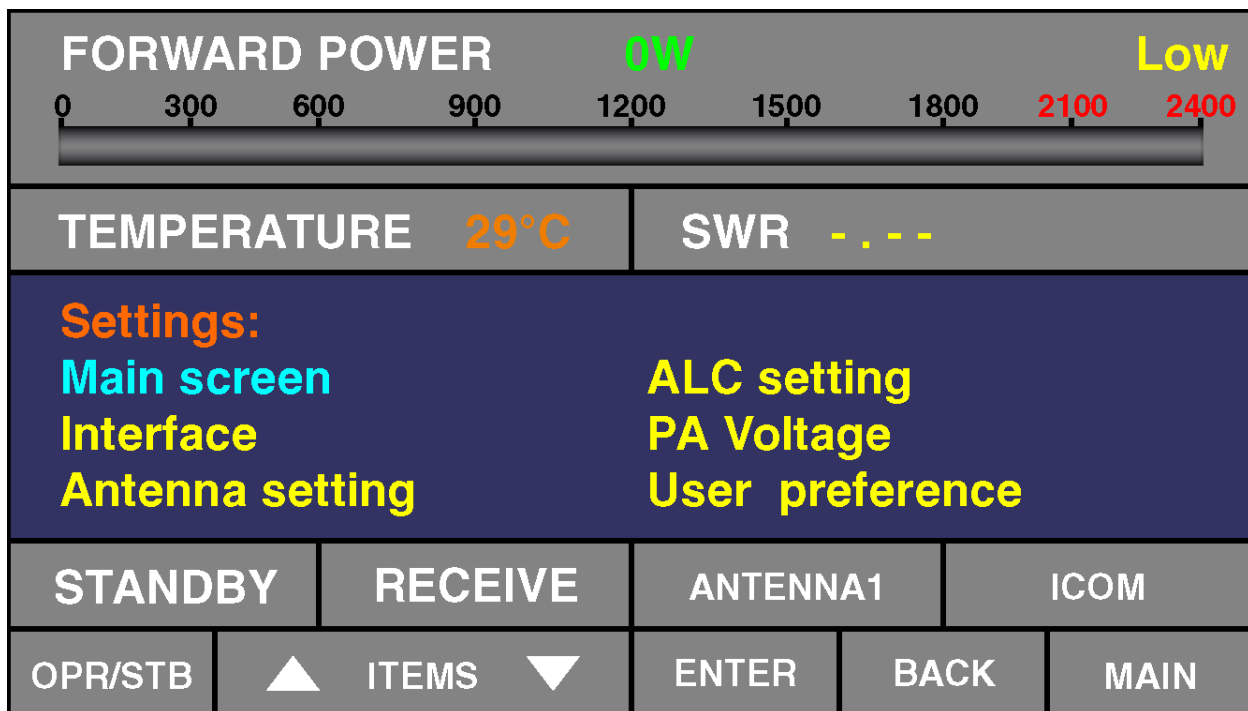 FORWARD POWER 0W Low
0 300 600 900 1200 1500 1800 2100 2400
TEMPERATURE 29°C SWR -.--
Settings:
Main screen ALC setting
Interface PA Voltage
Antenna setting User preference
STANDBY RECEIVE ANTENNA1 ICOM
OPR/STB ▲ ITEMS ▼ ENTER BACK MAIN